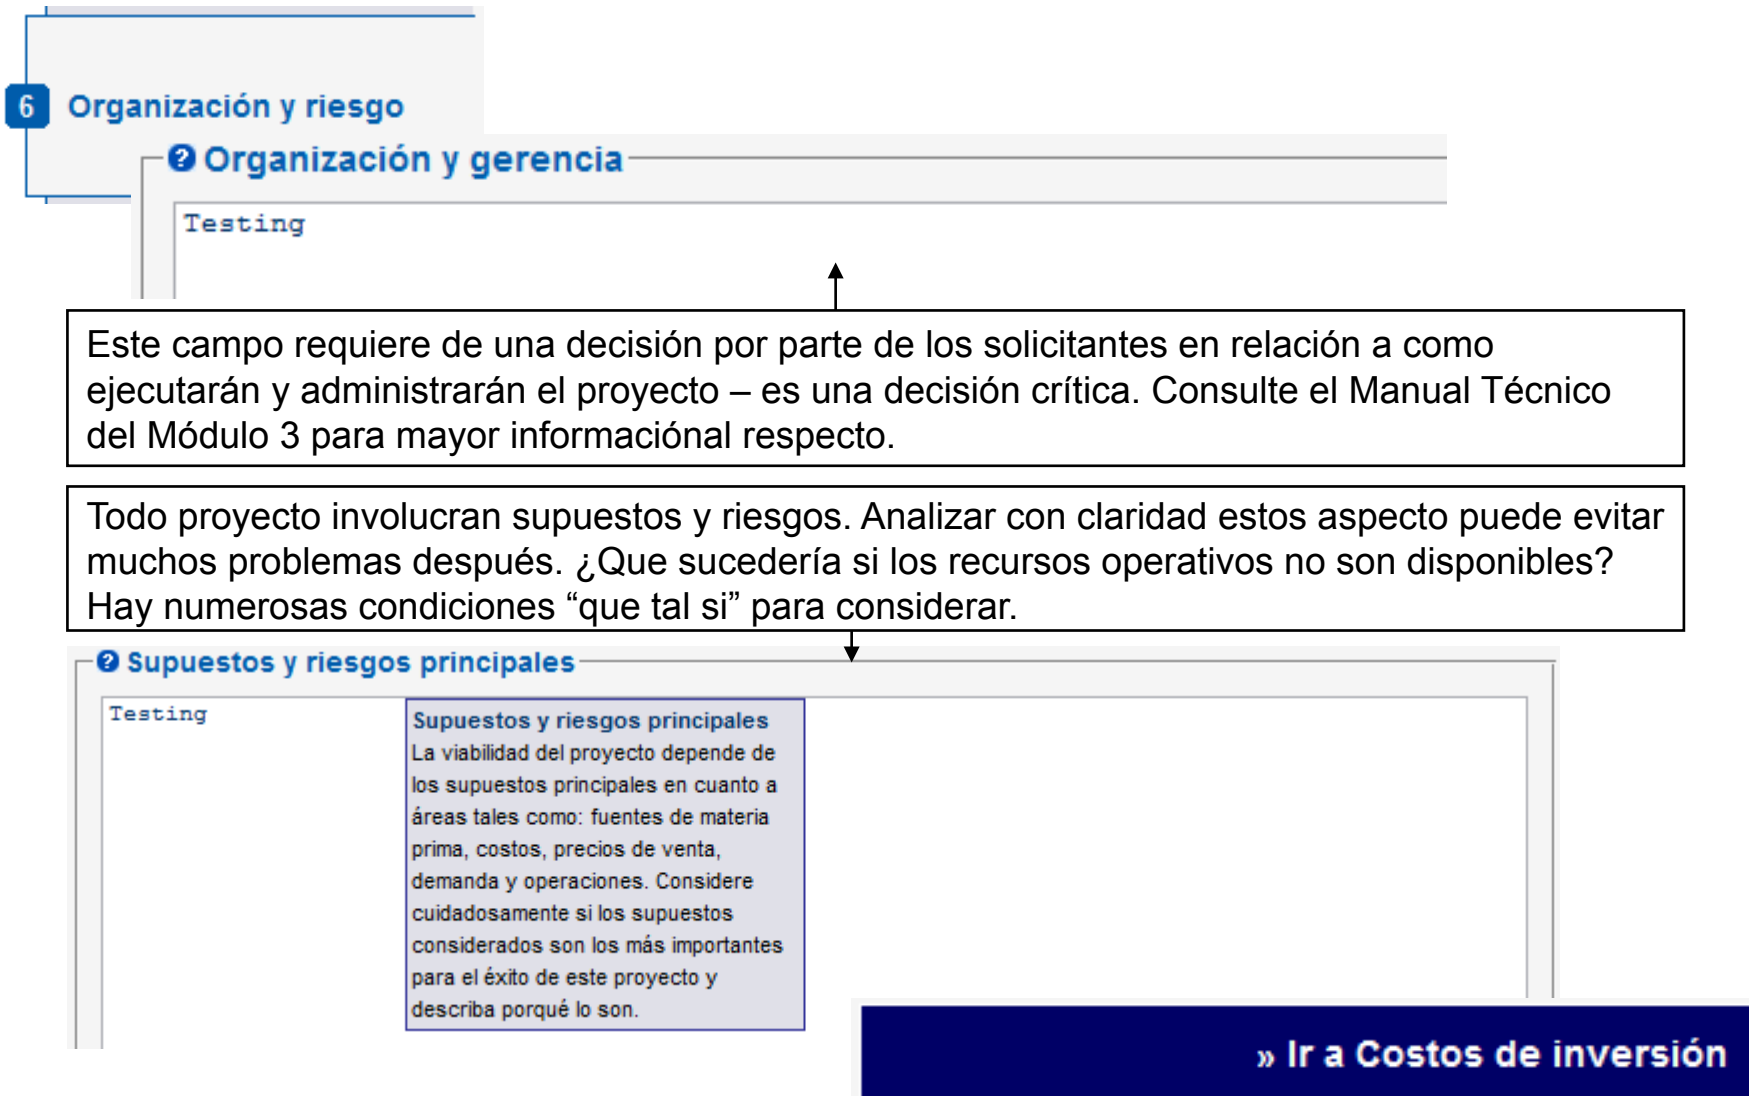 6 Organización y riesgo
? Organización y gerencia
Testing
Este campo requiere de una decisión por parte de los solicitantes en relación a como
ejecutarán y administrarán el proyecto – es una decisión crítica. Consulte el Manual Técnico
del Módulo 3 para mayor informaciónal respecto.
Todo proyecto involucran supuestos y riesgos. Analizar con claridad estos aspecto puede evitar
muchos problemas después. ¿Que sucedería si los recursos operativos no son disponibles?
Hay numerosas condiciones “que tal si” para considerar.
? Supuestos y riesgos principales
Testing
Supuestos y riesgos principales
La viabilidad del proyecto depende de
los supuestos principales en cuanto a
áreas tales como: fuentes de materia
prima, costos, precios de venta,
demanda y operaciones. Considere
cuidadosamente si los supuestos
considerados son los más importantes
para el éxito de este proyecto y
describa porqué lo son.
» Ir a Costos de inversión